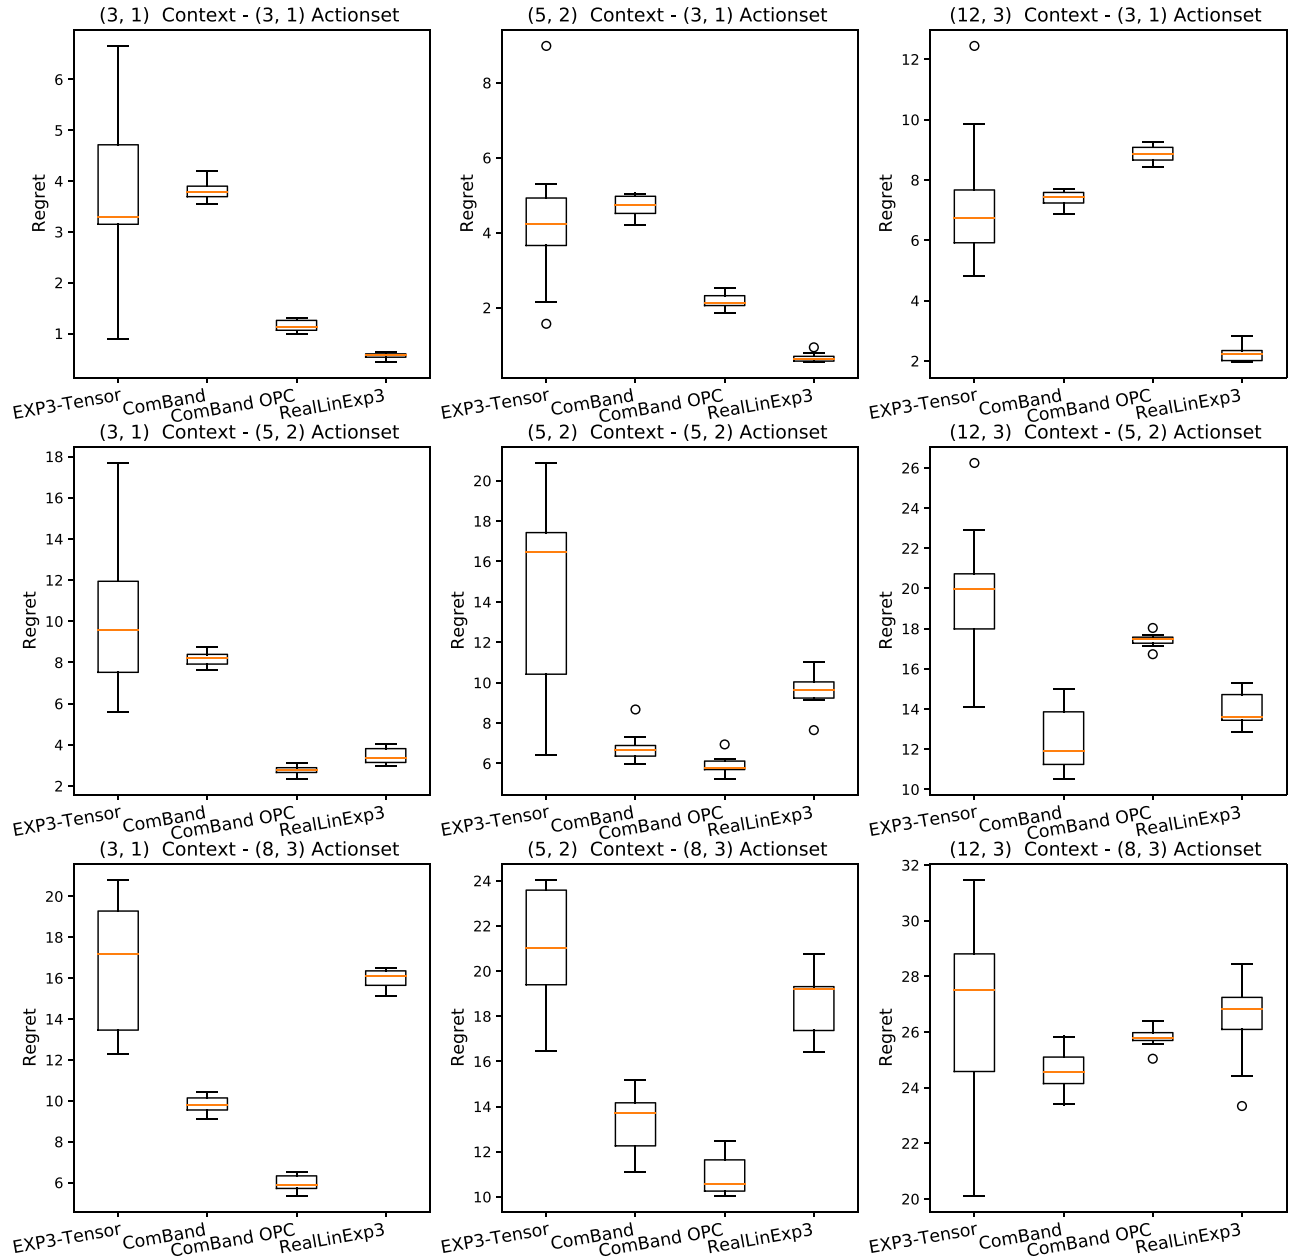 (3, 1)  Context - (3, 1) Actionset
(5, 2)  Context - (3, 1) Actionset
(12, 3)  Context - (3, 1) Actionset
Regret
6
5
4
3
2
1
Regret
8
6
4
2
Regret
12
10
8
6
4
2
EXP3-Tensor
ComBand
ComBand OPC
RealLinExp3
EXP3-Tensor
ComBand
ComBand OPC
RealLinExp3
EXP3-Tensor
ComBand
ComBand OPC
RealLinExp3
(3, 1)  Context - (5, 2) Actionset
(5, 2)  Context - (5, 2) Actionset
(12, 3)  Context - (5, 2) Actionset
Regret
18
16
14
12
10
8
6
4
2
Regret
20
18
16
14
12
10
8
6
Regret
26
24
22
20
18
16
14
12
10
EXP3-Tensor
ComBand
ComBand OPC
RealLinExp3
EXP3-Tensor
ComBand
ComBand OPC
RealLinExp3
EXP3-Tensor
ComBand
ComBand OPC
RealLinExp3
(3, 1)  Context - (8, 3) Actionset
(5, 2)  Context - (8, 3) Actionset
(12, 3)  Context - (8, 3) Actionset
Regret
20
18
16
14
12
10
8
6
Regret
24
22
20
18
16
14
12
10
Regret
32
30
28
26
24
22
20
EXP3-Tensor
ComBand
ComBand OPC
RealLinExp3
EXP3-Tensor
ComBand
ComBand OPC
RealLinExp3
EXP3-Tensor
ComBand
ComBand OPC
RealLinExp3